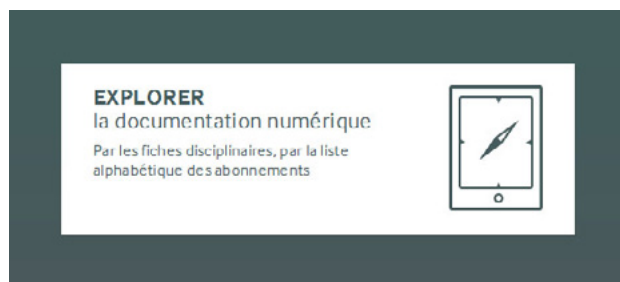 EXPLORER
la documentation numérique
Par les fiches disciplinaires, par la liste
alphabétique des abonnements